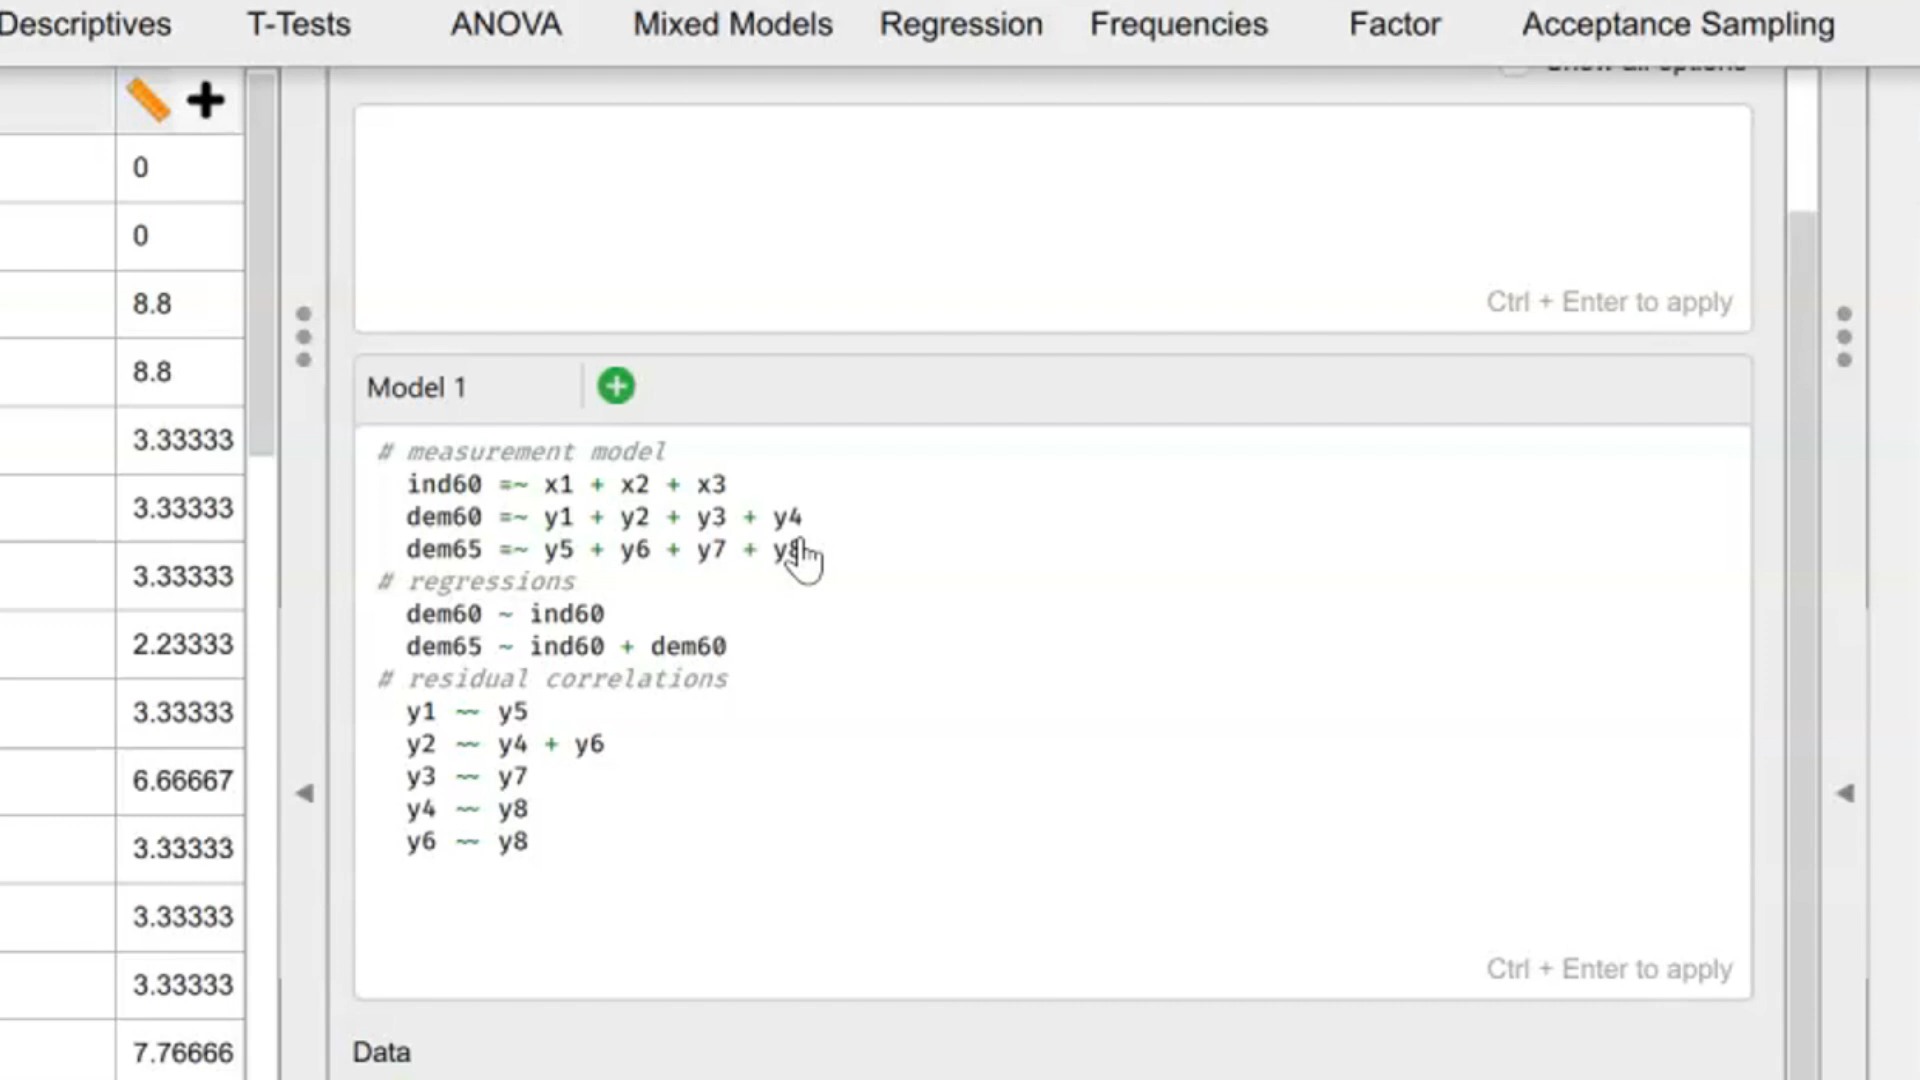 Descriptives T-Tests ANOVA Mixed Models Regression Frequencies Factor Acceptance Sampling
0
0
8.8
8.8
3.33333
3.33333
3.33333
2.23333
3.33333
6.66667
3.33333
3.33333
3.33333
7.76666
Ctrl + Enter to apply
Model 1
# measurement model
ind60 =~ x1 + x2 + x3
dem60 =~ y1 + y2 + y3 + y4
dem65 =~ y5 + y6 + y7 + y8
# regressions
dem60 ~ ind60
dem65 ~ ind60 + dem60
# residual correlations
y1 ~~ y5
y2 ~~ y4 + y6
y3 ~~ y7
y4 ~~ y8
y6 ~~ y8
Ctrl + Enter to apply
Data